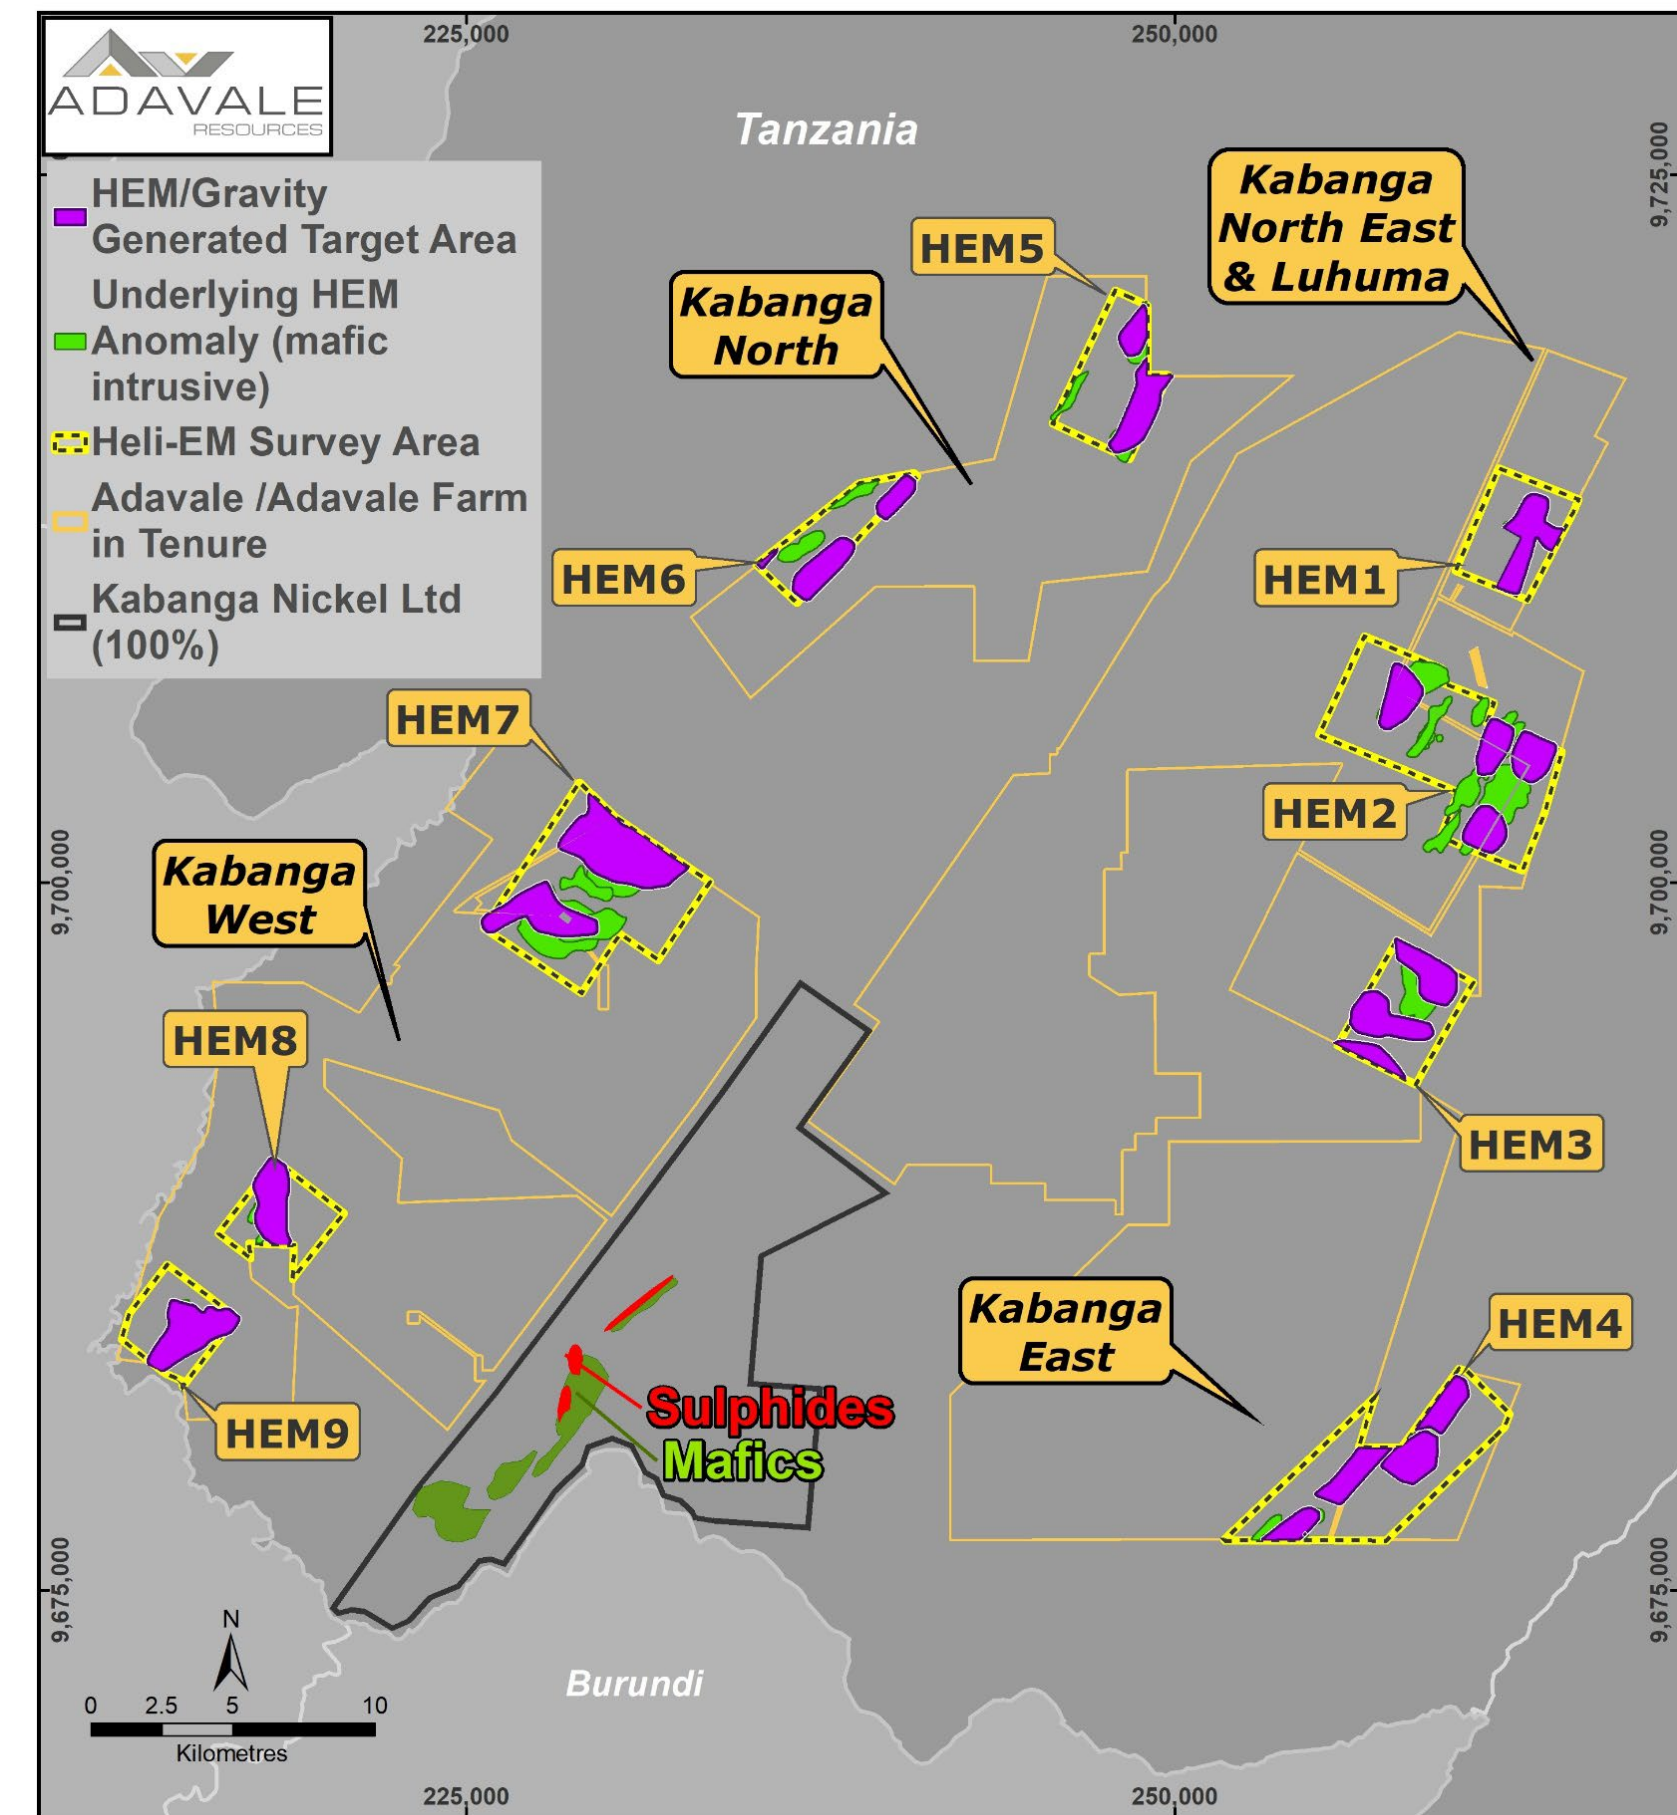 225,000
250,000
ADAVALE
RESOURCES
Tanzania
9,725,000
HEM/Gravity
Generated Target Area
Underlying HEM
Anomaly (mafic
intrusive)
Heli-EM Survey Area
Adavale /Adavale Farm
in Tenure
Kabanga Nickel Ltd
(100%)
Kabanga
North East
& Luhuma
HEM5
Kabanga
North
HEM6
HEM1
HEM7
HEM2
9,700,000
9,700,000
Kabanga
West
HEM8
HEM3
Kabanga
East
HEM4
HEM9
Sulphides
Mafics
9,675,000
9,675,000
N
Burundi
0 2.5 5 10
Kilometres
225,000
250,000